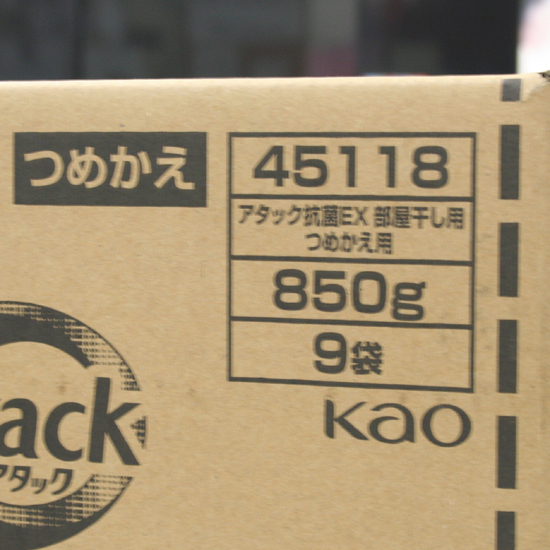 つめかえ
45118
アタック抗菌EX 部屋干し用
つめかえ用
850g
9袋
Kao
ack
アタック